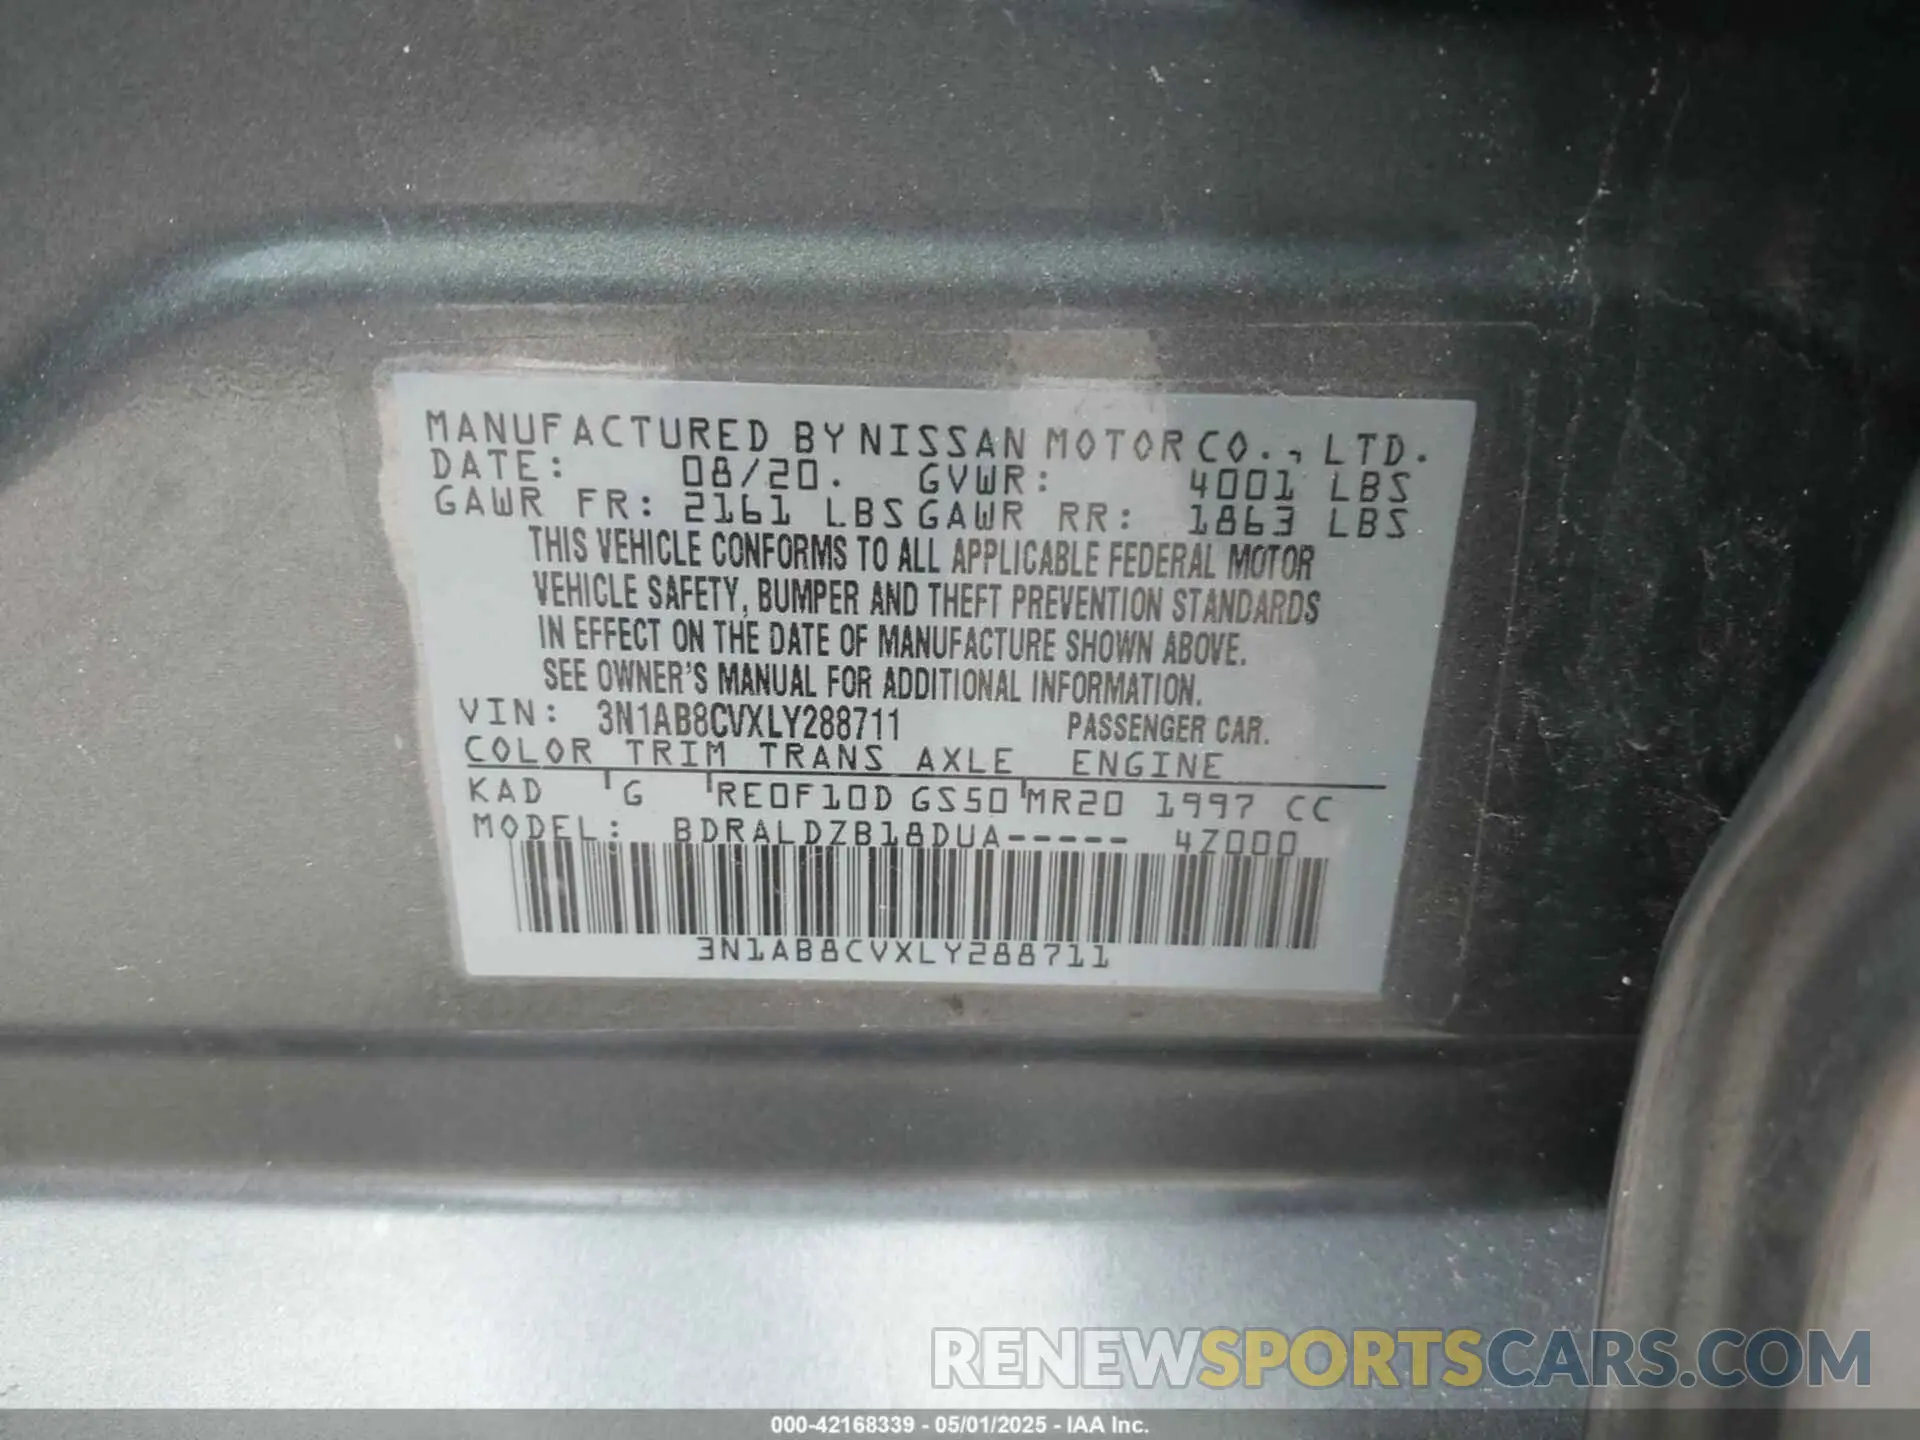 MANUFACTURED BY NISSAN MOTOR CO., LTD.
DATE: 08/20. GVWR: 4001 LBS
GAWR FR: 2161 LBS GAWR RR: 1863 LBS
THIS VEHICLE CONFORMS TO ALL APPLICABLE FEDERAL MOTOR
VEHICLE SAFETY, BUMPER AND THEFT PREVENTION STANDARDS
IN EFFECT ON THE DATE OF MANUFACTURE SHOWN ABOVE.
SEE OWNER'S MANUAL FOR ADDITIONAL INFORMATION.
VIN: 3N1AB8CVXLY288711 PASSENGER CAR.
COLOR TRIM TRANS AXLE ENGINE
KAD G RE0F10D GS50 MR20 1997 CC
MODEL: BDRALDZB18DUA----- 4Z000
3N1AB8CVXLY288711
RENEWSPORTSCARS.COM
000-42168339 - 05/01/2025 - IAA Inc.